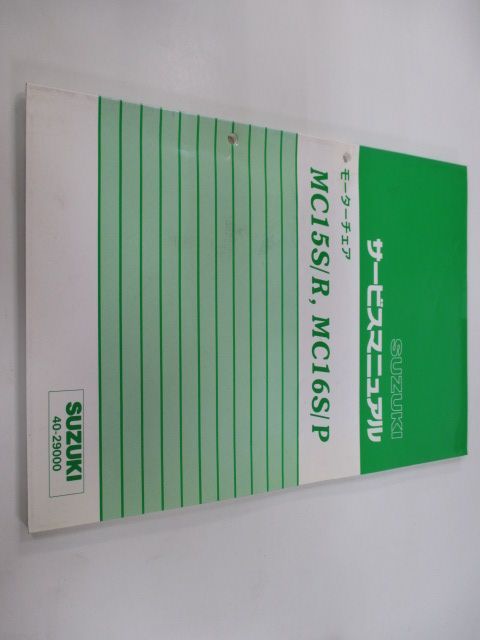 SUZUKI
サービスマニュアル
モーターチェア
MC15S/R, MC16S/P
SUZUKI
40-29000